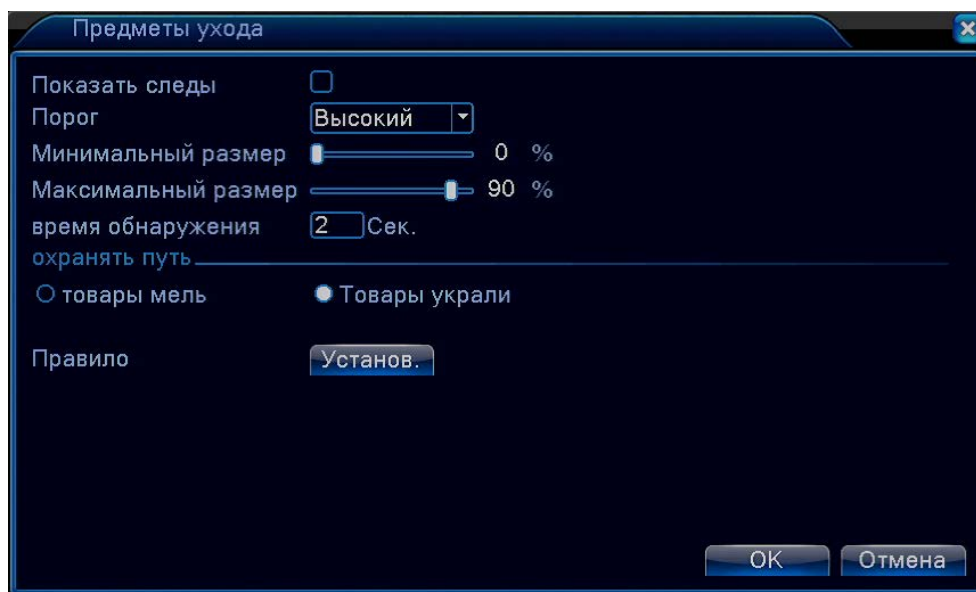 Предметы ухода
Показать следы
Порог Высокий
Минимальный размер 0 %
Максимальный размер 90 %
время обнаружения 2 Сек.
охранять путь
товары мель Товары украли
Правило Установ.
OK Отмена